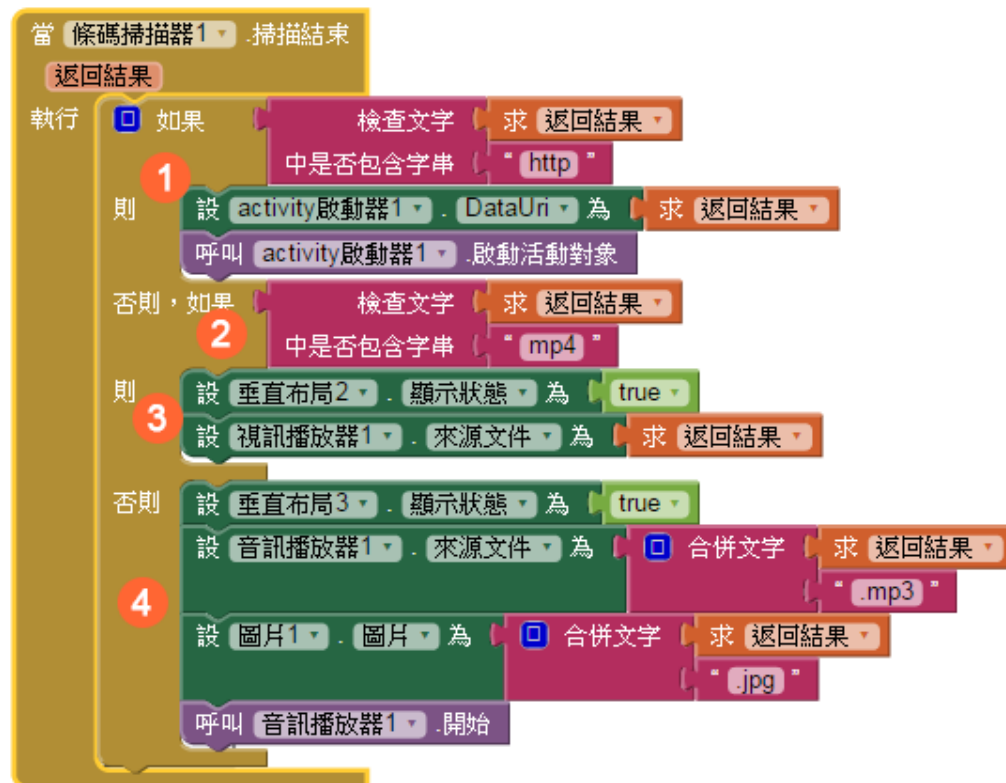 當 條碼掃描器1 .掃描結束
返回結果
執行 如果 檢查文字 求 返回結果
中是否包含字串 " http "
1
則 設 activity啟動器1 . DataUri 為 求 返回結果
呼叫 activity啟動器1 .啟動活動對象
否則,如果 檢查文字 求 返回結果
2 中是否包含字串 " mp4 "
則 設 垂直布局2 . 顯示狀態 為 true
3
設 視訊播放器1 . 來源文件 為 求 返回結果
否則 設 垂直布局3 . 顯示狀態 為 true
設 音訊播放器1 . 來源文件 為 合併文字 求 返回結果
4 " .mp3 "
設 圖片1 . 圖片 為 合併文字 求 返回結果
" .jpg "
呼叫 音訊播放器1 .開始